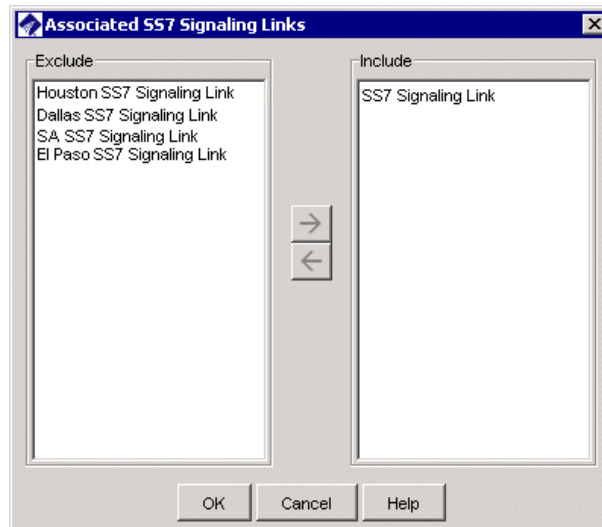 Associated SS7 Signaling Links
Exclude
Houston SS7 Signaling Link
Dallas SS7 Signaling Link
SA SS7 Signaling Link
El Paso SS7 Signaling Link
Include
SS7 Signaling Link
OK
Cancel
Help